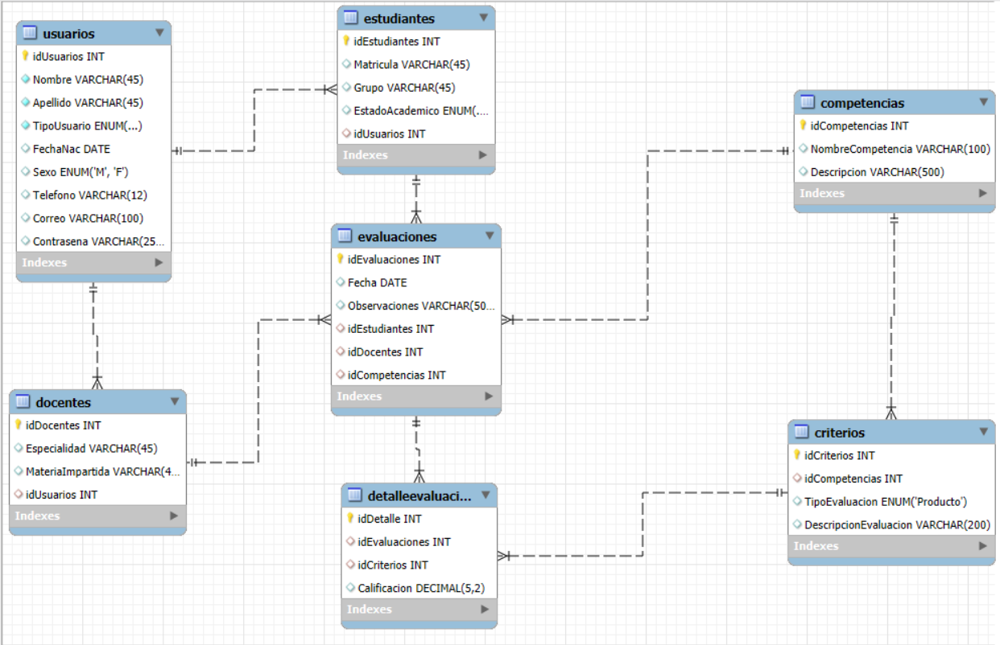 usuarios
idUsuarios INT
Nombre VARCHAR(45)
Apellido VARCHAR(45)
TipoUsuario ENUM(...)
FechaNac DATE
Sexo ENUM('M', 'F')
Telefono VARCHAR(12)
Correo VARCHAR(100)
Contrasena VARCHAR(25...
Indexes
estudiantes
idEstudiantes INT
Matricula VARCHAR(45)
Grupo VARCHAR(45)
EstadoAcademico ENUM(....
idUsuarios INT
Indexes
competencias
idCompetencias INT
NombreCompetencia VARCHAR(100)
Descripcion VARCHAR(500)
Indexes
evaluaciones
idEvaluaciones INT
Fecha DATE
Observaciones VARCHAR(50...
idEstudiantes INT
idDocentes INT
idCompetencias INT
Indexes
docentes
idDocentes INT
Especialidad VARCHAR(45)
MateriaImpartida VARCHAR(4...
idUsuarios INT
Indexes
detalleevaluaci...
idDetalle INT
idEvaluaciones INT
idCriterios INT
Calificacion DECIMAL(5,2)
Indexes
criterios
idCriterios INT
idCompetencias INT
TipoEvaluacion ENUM('Producto')
DescripcionEvaluacion VARCHAR(200)
Indexes